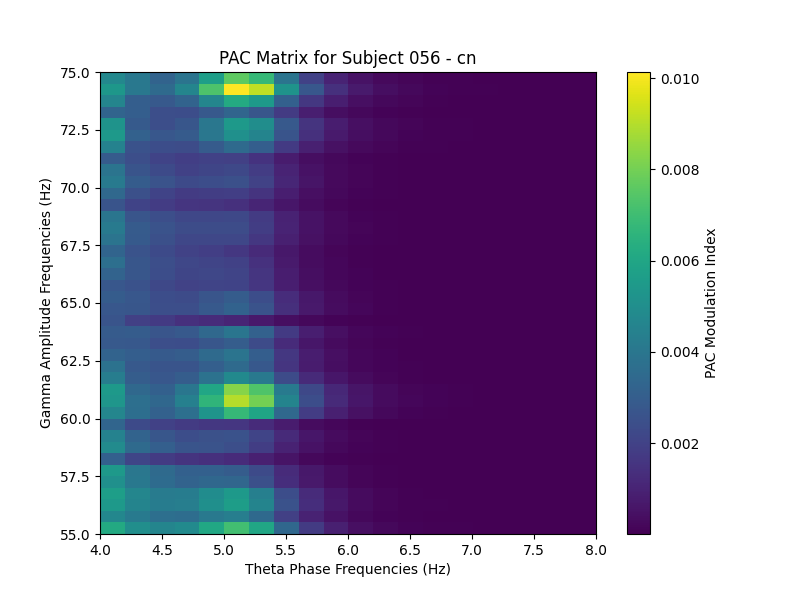 PAC Matrix for Subject 056 - cn
75.0
72.5
70.0
67.5
65.0
62.5
60.0
57.5
55.0
Gamma Amplitude Frequencies (Hz)
4.0 4.5 5.0 5.5 6.0 6.5 7.0 7.5 8.0
Theta Phase Frequencies (Hz)
0.010
0.008
0.006
0.004
0.002
PAC Modulation Index